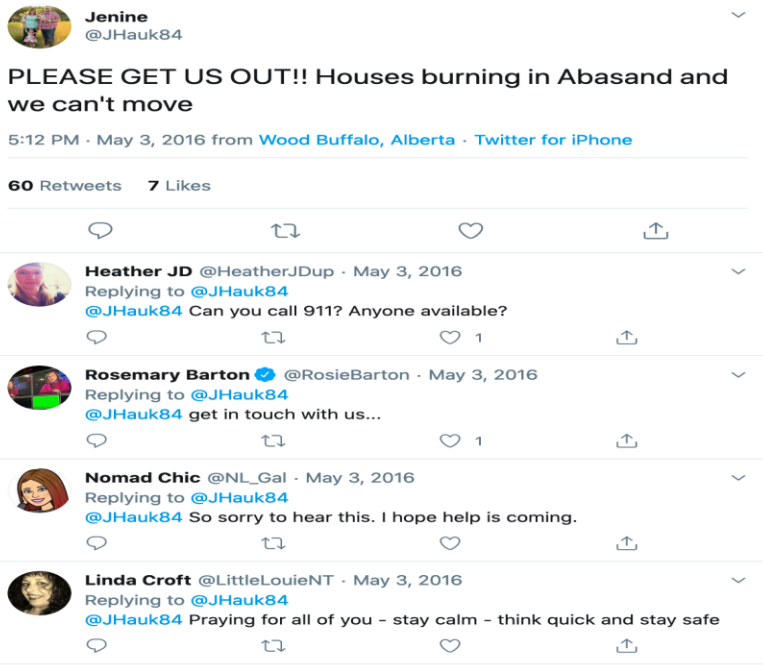 Jenine
@JHauk84
PLEASE GET US OUT!! Houses burning in Abasand and
we can't move
5:12 PM · May 3, 2016 from Wood Buffalo, Alberta · Twitter for iPhone
60 Retweets 7 Likes
Heather JD @HeatherJDup · May 3, 2016
Replying to @JHauk84
@JHauk84 Can you call 911? Anyone available?
1
Rosemary Barton @RosieBarton · May 3, 2016
Replying to @JHauk84
@JHauk84 get in touch with us...
1
Nomad Chic @NL_Gal · May 3, 2016
Replying to @JHauk84
@JHauk84 So sorry to hear this. I hope help is coming.
Linda Croft @LittleLouieNT · May 3, 2016
Replying to @JHauk84
@JHauk84 Praying for all of you - stay calm - think quick and stay safe